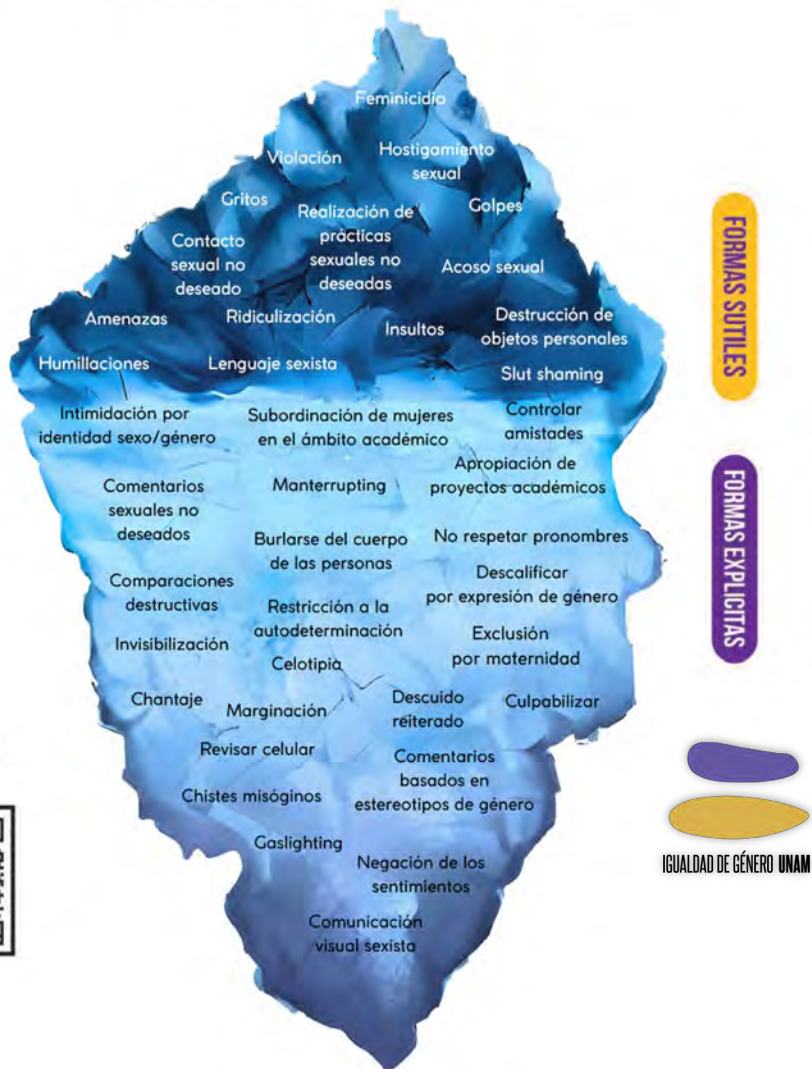 Feminicidio
Violación
Hostigamiento
sexual
Gritos
Realización de
prácticas
sexuales no
deseadas
Golpes
Contacto
sexual no
deseado
Acoso sexual
Amenazas
Ridiculización
Insultos
Destrucción de
objetos personales
Humillaciones
Lenguaje sexista
Slut shaming
Intimidación por
identidad sexo/género
Subordinación de mujeres
en el ámbito académico
Controlar
amistades
Comentarios
sexuales no
deseados
Manterrupting
Apropiación de
proyectos académicos
Burlarse del cuerpo
de las personas
No respetar pronombres
Comparaciones
destructivas
Restricción a la
autodeterminación
Descalificar
por expresión de género
Invisibilización
Celotipia
Exclusión
por maternidad
Chantaje
Marginación
Descuido
reiterado
Culpabilizar
Revisar celular
Comentarios
basados en
estereotipos de género
Chistes misóginos
Gaslighting
Negación de los
sentimientos
Comunicación
visual sexista
FORMAS SUTILES
FORMAS EXPLICITAS
IGUALDAD DE GÉNERO UNAM